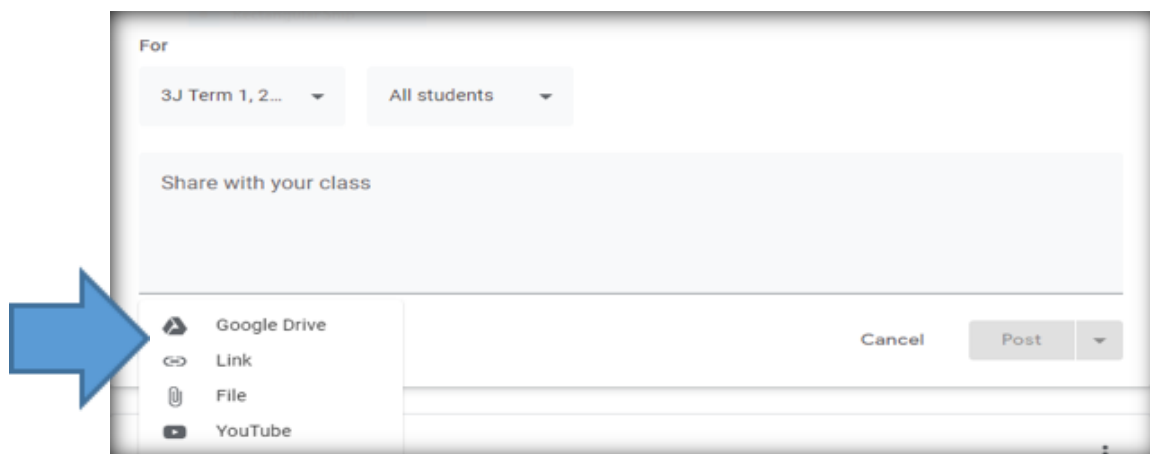 For
3J Term 1, 2... All students
Share with your class
Google Drive
Cancel Post
Link
File
YouTube